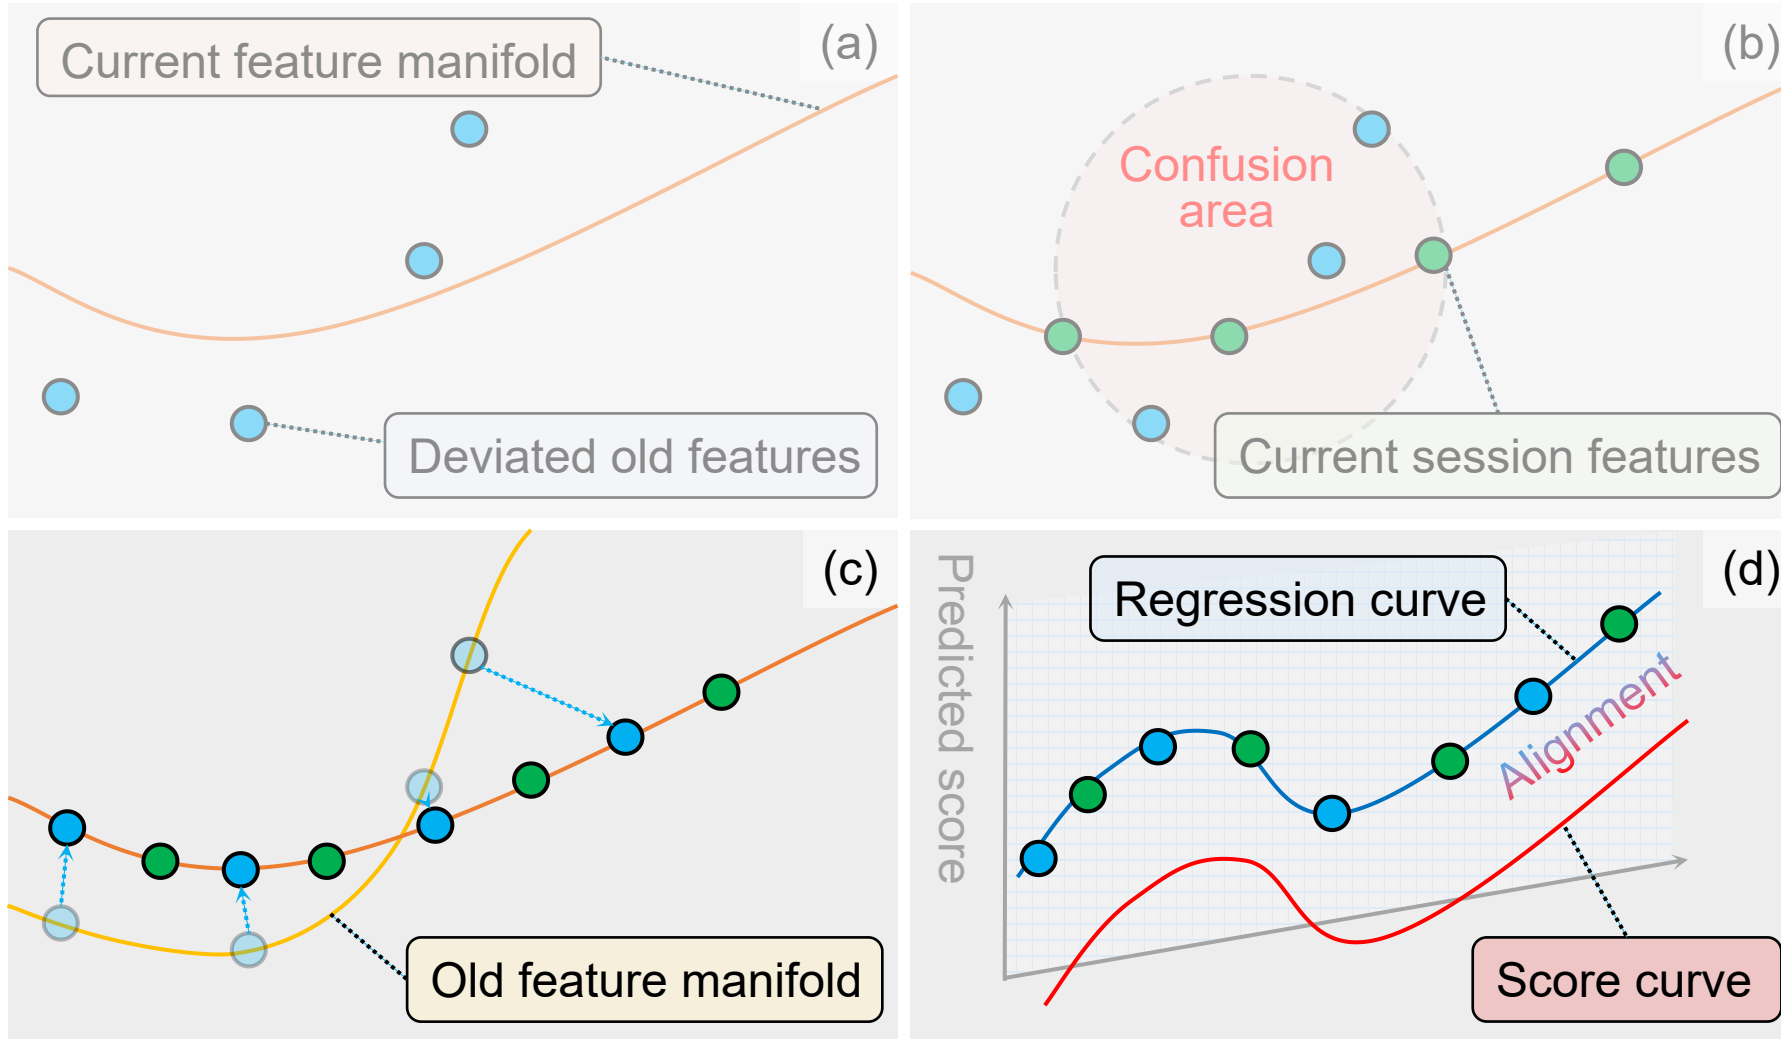 Current feature manifold
(a)
Deviated old features
(b)
Confusion
area
Current session features
(c)
Old feature manifold
(d)
Predicted score
Regression curve
Alignment
Score curve